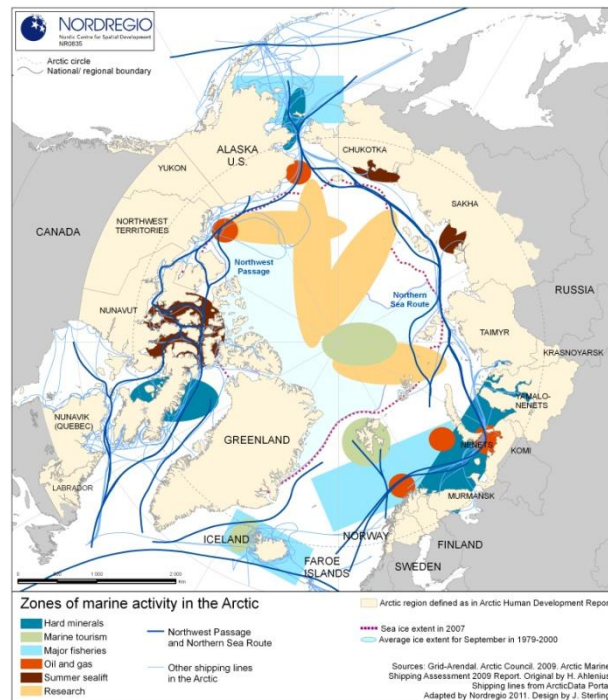 NORDREGIO
Nordic Centre for Spatial Development
NR0835
Arctic circle
National/ regional boundary
ALASKA
U.S.
CHUKOTKA
YUKON
SAKHA
NORTHWEST
TERRITORIES
CANADA
Northwest
Passage
RUSSIA
Northern
Sea Route
NUNAVUT
TAIMYR
KRASNOYARSK
YAMALO-
NENETS
NUNAVIK
(QUEBEC)
GREENLAND
NENETS
KOMI
LABRADOR
MURMANSK
ICELAND
NORWAY
FINLAND
FAROE
ISLANDS
SWEDEN
0
500
1 000
2 000
Km
Zones of marine activity in the Arctic
Hard minerals
Marine tourism
Major fisheries
Oil and gas
Summer sealift
Research
Northwest Passage
and Northern Sea Route
Other shipping lines
in the Arctic
Arctic region defined as in Arctic Human Development Repor
Sea ice extent in 2007
Average ice extent for September in 1979-2000
Sources: Grid-Arendal. Arctic Council. 2009. Arctic Marine
Shipping Assessment 2009 Report. Original by H. Ahleniu
Shipping lines from ArcticData Porta
Adapted by Nordregio 2011. Design by J. Sterling